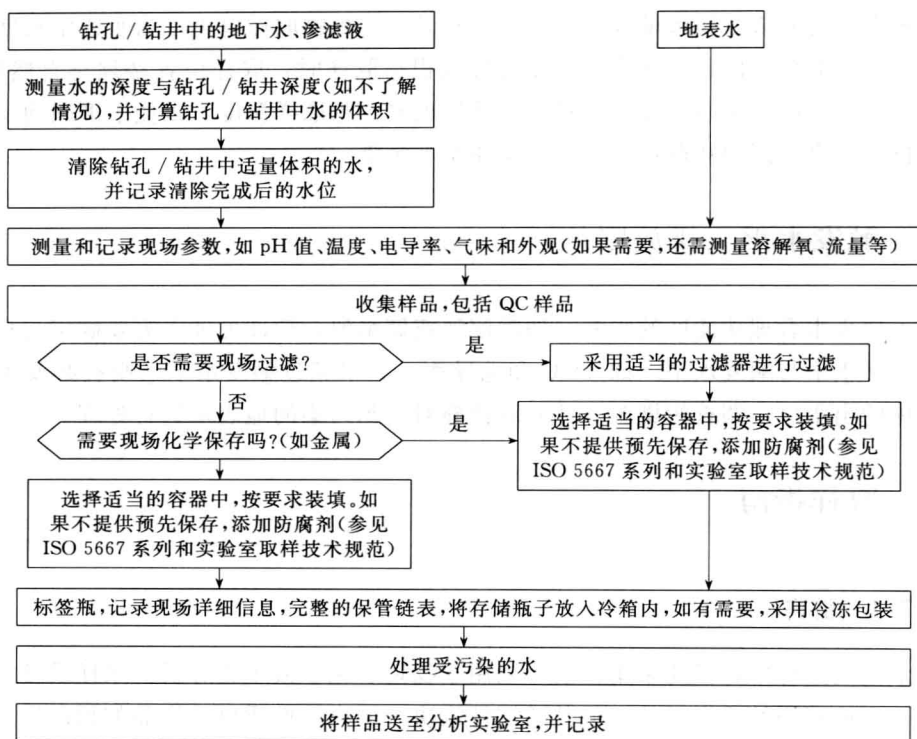 钻孔/钻井中的地下水、渗滤液
地表水
测量水的深度与钻孔/钻井深度(如不了解
情况),并计算钻孔/钻井中水的体积
清除钻孔/钻井中适量体积的水,
并记录清除完成后的水位
测量和记录现场参数,如 pH 值、温度、电导率、气味和外观(如果需要,还需测量溶解氧、流量等)
收集样品,包括 QC 样品
是否需要现场过滤?
是
采用适当的过滤器进行过滤
否
需要现场化学保存吗?(如金属)
是
选择适当的容器中,按要求装填。如
果不提供预先保存,添加防腐剂(参见
ISO 5667 系列和实验室取样技术规范)
选择适当的容器中,按要求装填。如
果不提供预先保存,添加防腐剂(参见
ISO 5667 系列和实验室取样技术规范)
标签瓶,记录现场详细信息,完整的保管链表,将存储瓶子放入冷箱内,如有需要,采用冷冻包装
处理受污染的水
将样品送至分析实验室,并记录